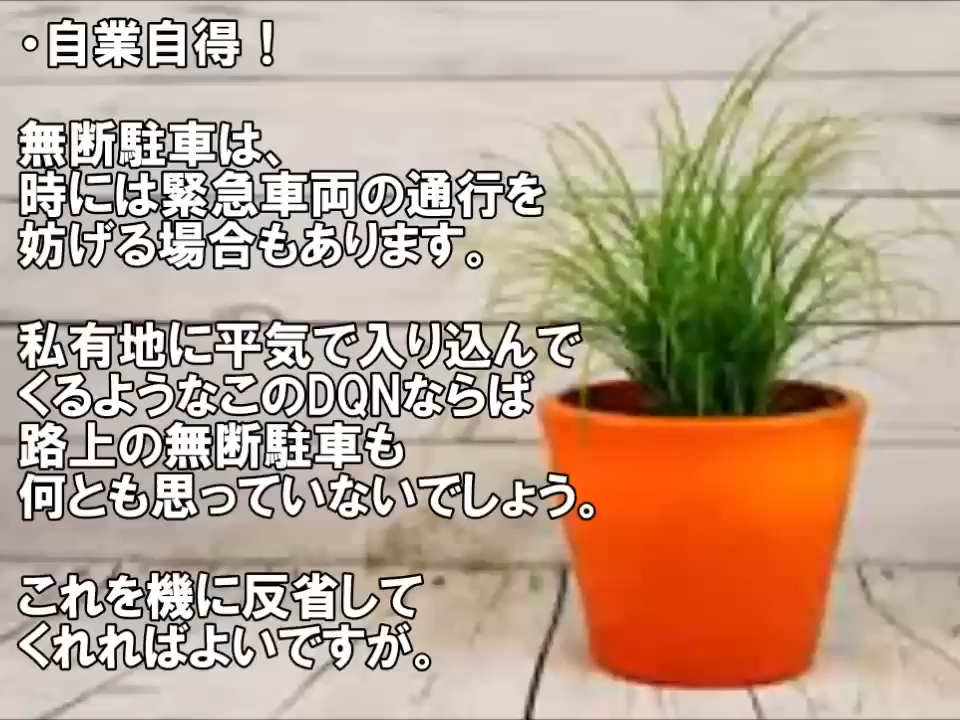 ・自業自得！
無断駐車は、
時には緊急車両の通行を
妨げる場合もあります。
私有地に平気で入り込んで
くるようなこのDQNならば
路上の無断駐車も
何とも思っていないでしょう。
これを機に反省して
くれればよいですが。